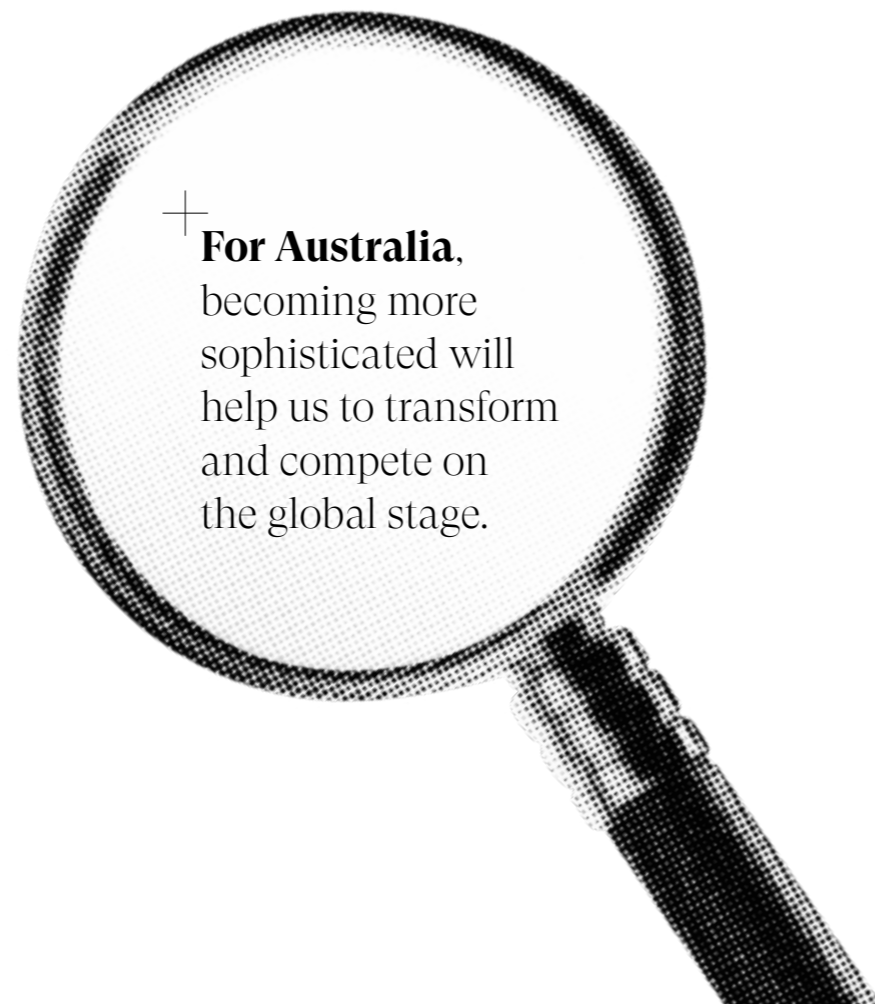 For Australia,
becoming more
sophisticated will
help us to transform
and compete on
the global stage.